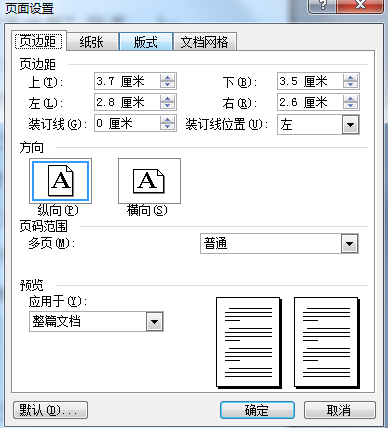 页面设置
页边距 纸张 版式 文档网格
页边距
上(T): 3.7 厘米 下(B): 3.5 厘米
左(L): 2.8 厘米 右(R): 2.6 厘米
装订线(G): 0 厘米 装订线位置(U): 左
方向
A A
纵向(P) 横向(S)
页码范围
多页(M): 普通
预览
应用于(Y):
整篇文档
默认(D)... 确定 取消